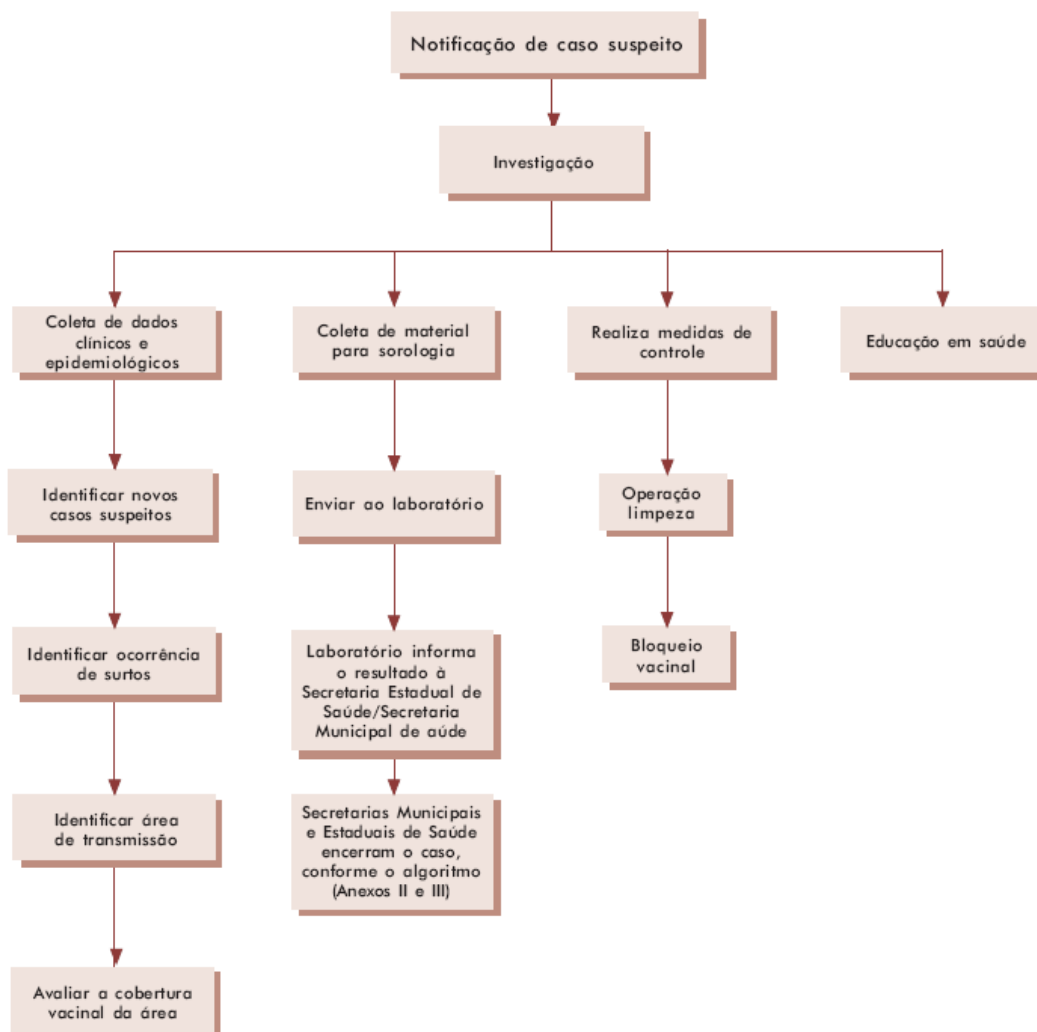 Notificação de caso suspeito
Investigação
Coleta de dados
clínicos e
epidemiológicos
Coleta de material
para sorologia
Realiza medidas de
controle
Educação em saúde
Identificar novos
casos suspeitos
Enviar ao laboratório
Operação
limpeza
Identificar ocorrência
de surtos
Laboratório informa
o resultado à
Secretaria Estadual de
Saúde/Secretaria
Municipal de aúde
Bloqueio
vacinal
Identificar área
de transmissão
Secretarias Municipais
e Estaduais de Saúde
encerram o caso,
conforme o algoritmo
(Anexos II e III)
Avaliar a cobertura
vacinal da área